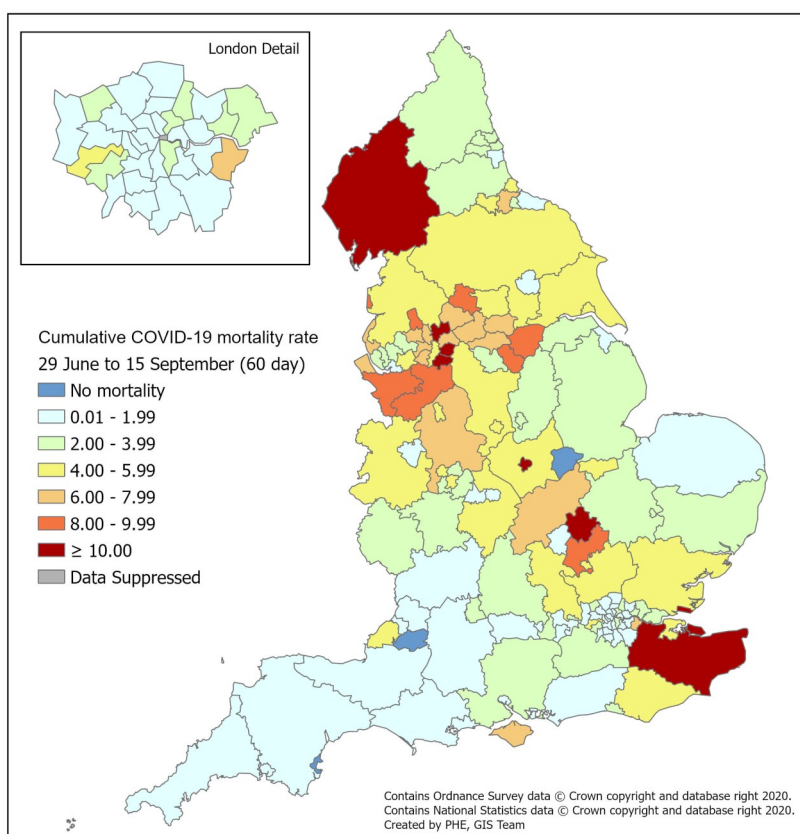 London Detail
Cumulative COVID-19 mortality rate
29 June to 15 September (60 day)
No mortality
0.01 - 1.99
2.00 - 3.99
4.00 - 5.99
6.00 - 7.99
8.00 - 9.99
≥ 10.00
Data Suppressed
Contains Ordnance Survey data © Crown copyright and database right 2020.
Contains National Statistics data © Crown copyright and database right 2020.
Created by PHE, GIS Team